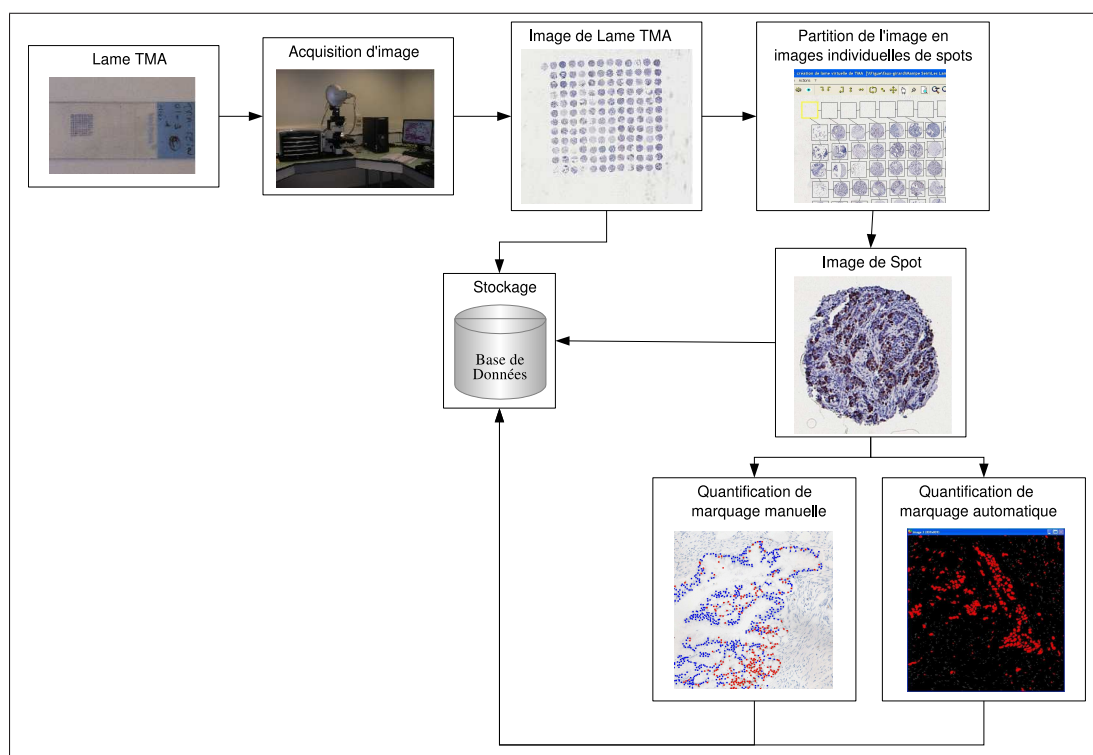 Lame TMA
Acquisition d'image
Image de Lame TMA
Partition de l'image en
images individuelles de spots
Stockage
Base de
Données
Image de Spot
Quantification de
marquage manuelle
Quantification de
marquage automatique